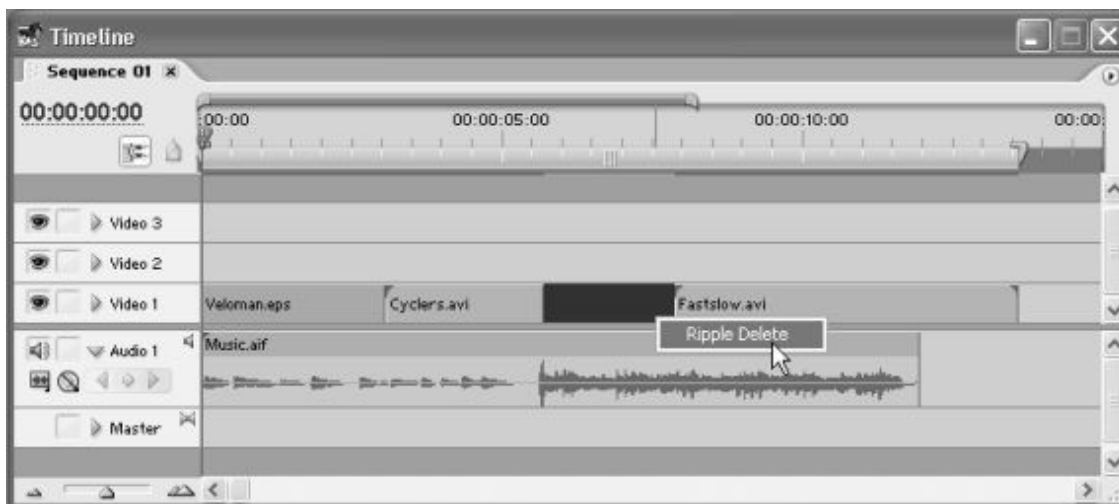 Timeline
Sequence 01
00:00:00:00
:00:00 00:00:05:00 00:00:10:00 00:00:
Video 3
Video 2
Video 1 Veloman.eps Cyclers.avi Fastslow.avi
Ripple Delete
Audio 1 Music.aif
Master